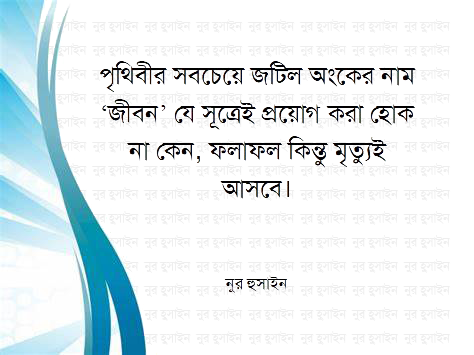 পৃথিবীর সবচেয়ে জটিল অংকের নাম
‘জীবন’ যে সূত্রেই প্রয়োগ করা হোক
না কেন, ফলাফল কিন্তু মৃত্যুই
আসবে।
নুর হুসাইন